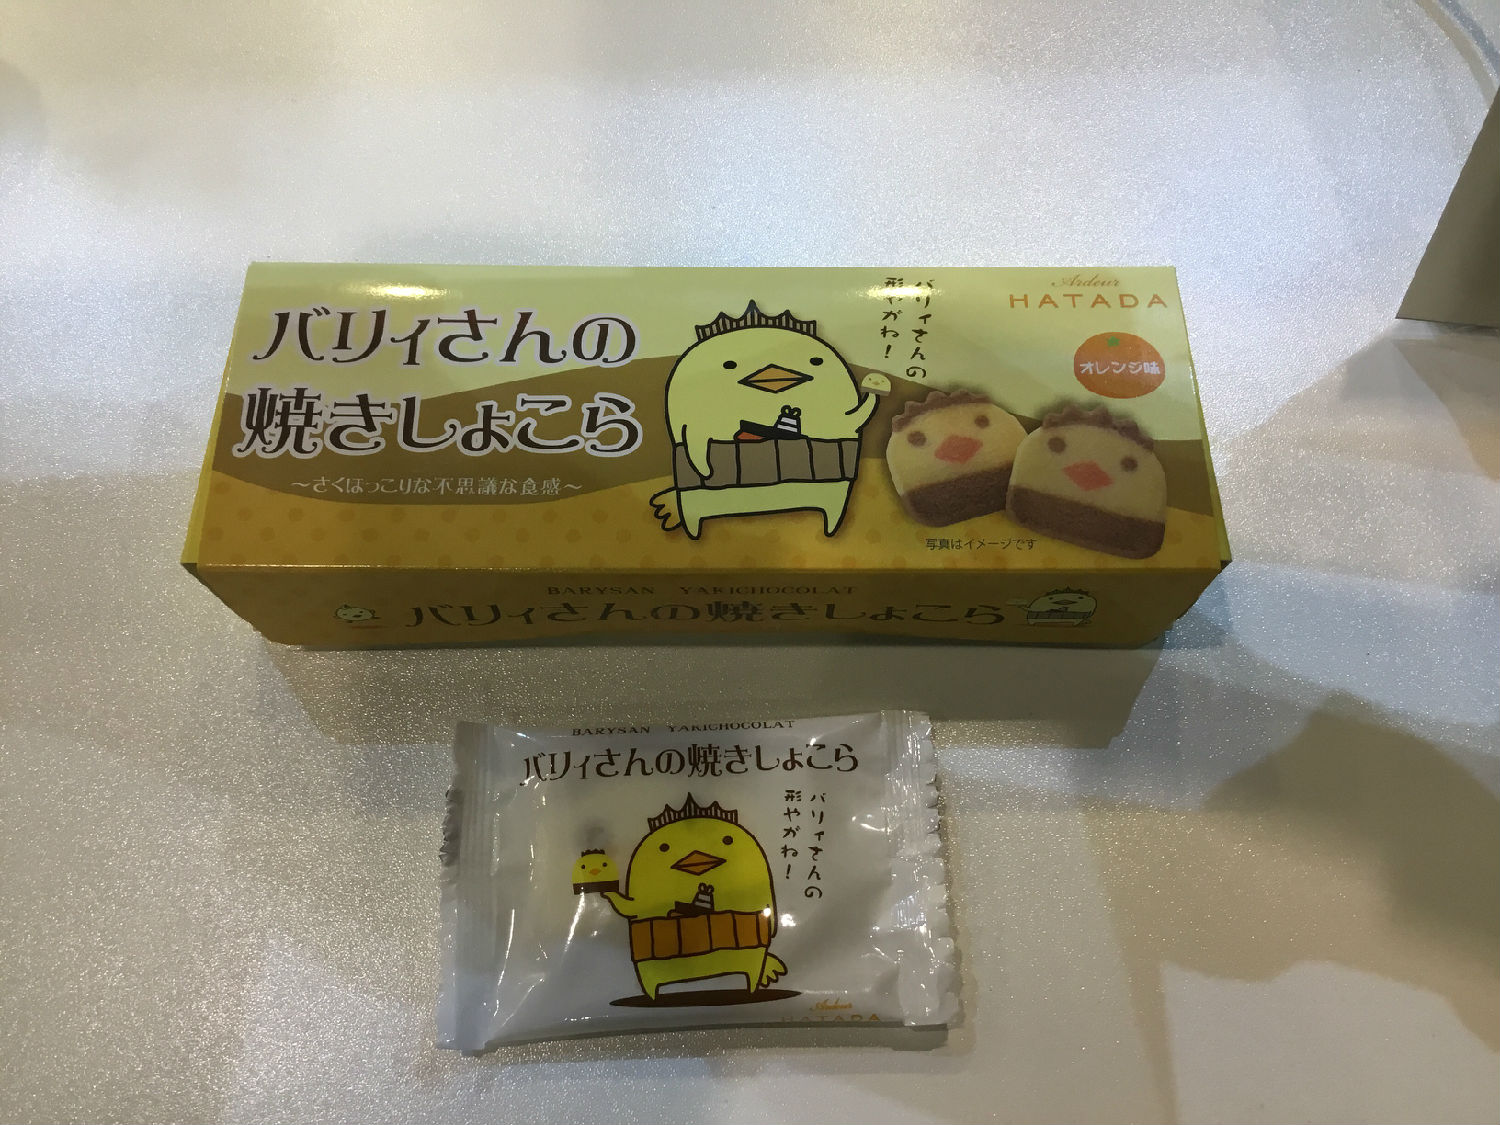 バリィさんの
焼きしょこら
～さくほっこりな不思議な食感～
バリィさんの
形やがね！
Ardeur
HATADA
オレンジ味
写真はイメージです
BARYSAN YAKICHOCOLAT
バリィさんの焼きしょこら
BARYSAN YAKICHOCOLAT
バリィさんの焼きしょこら
バリィさんの
形やがね！
Ardeur
HATADA